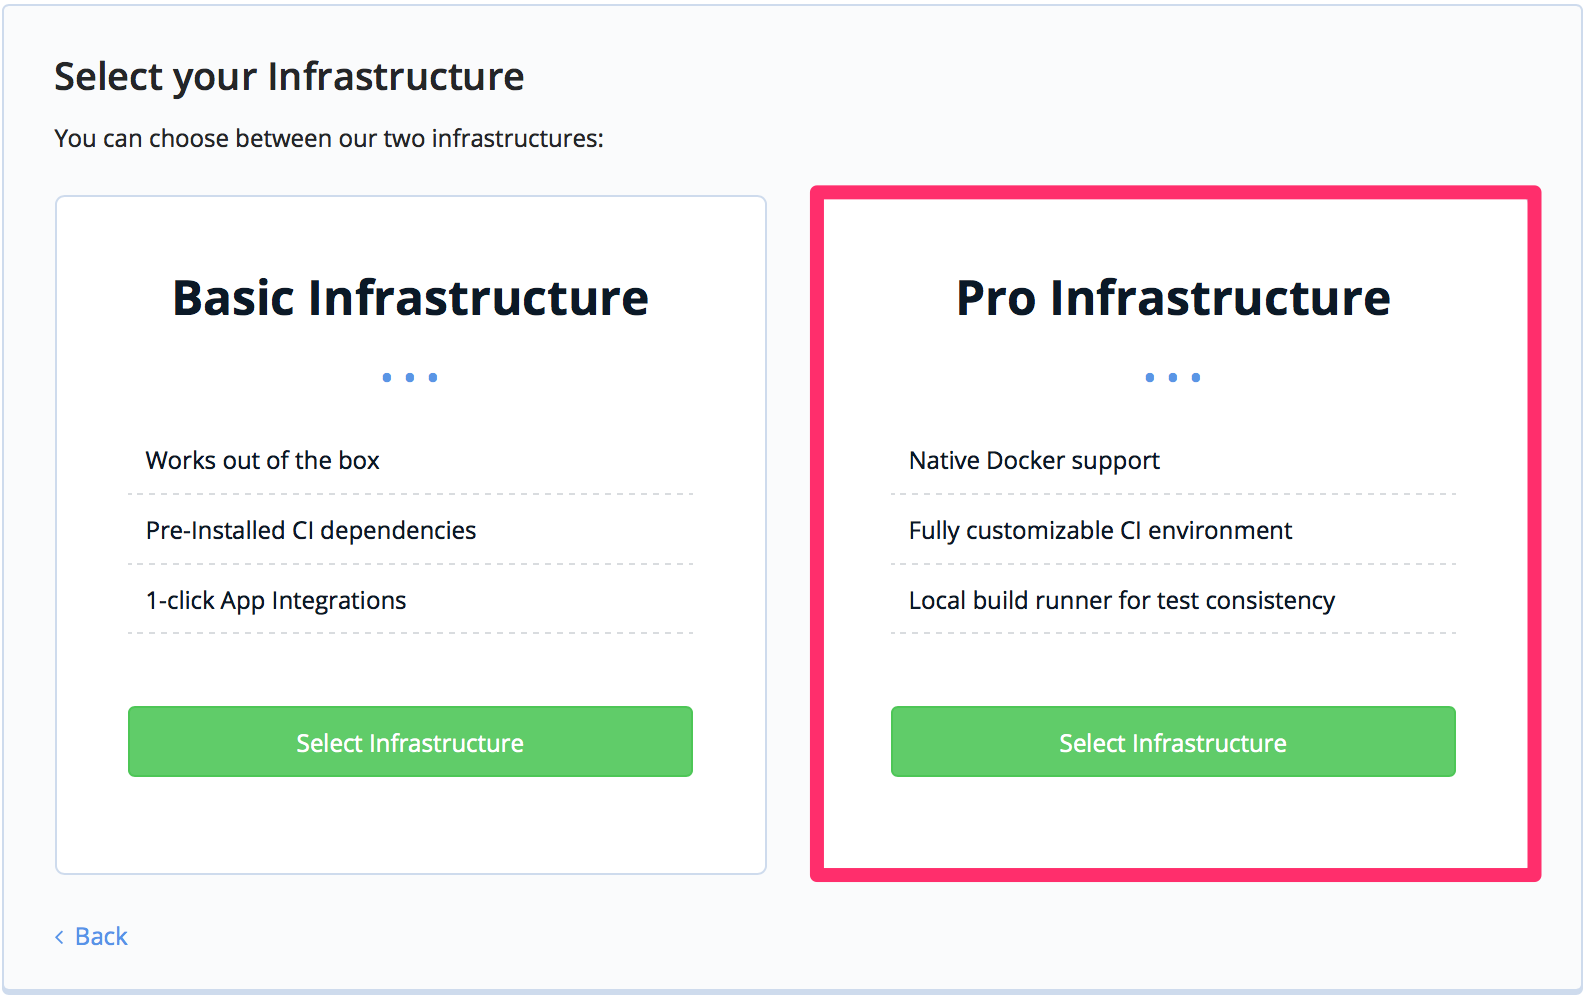 Select your Infrastructure
You can choose between our two infrastructures:
Basic Infrastructure
Works out of the box
Pre-Installed CI dependencies
1-click App Integrations
Select Infrastructure
Pro Infrastructure
Native Docker support
Fully customizable CI environment
Local build runner for test consistency
Select Infrastructure
Back